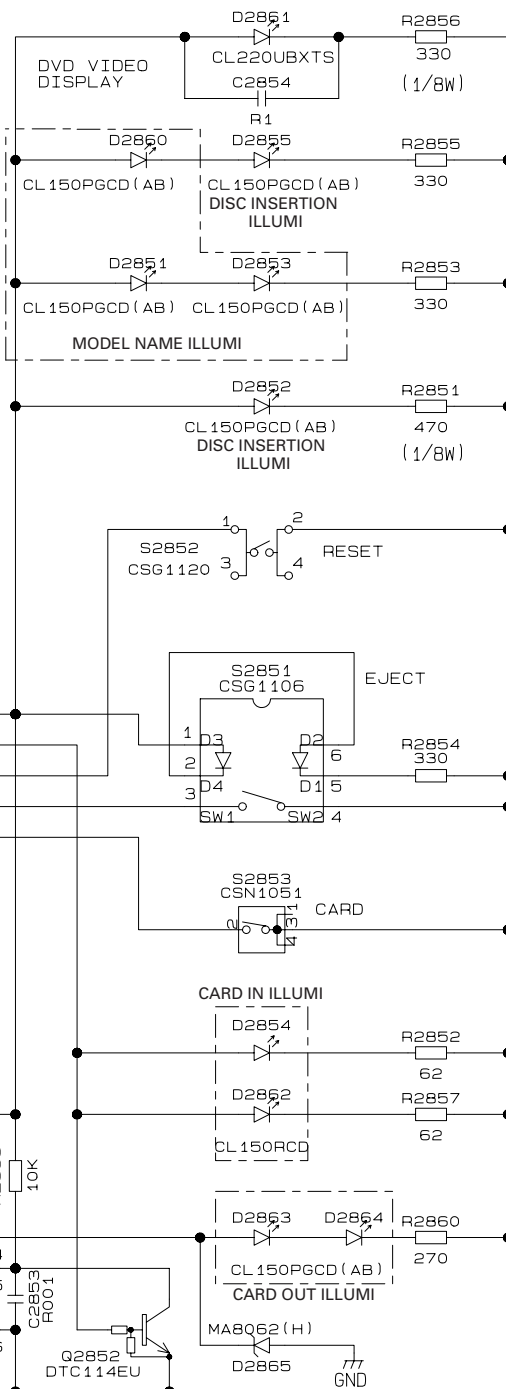 D2861
R2856
CL220UBXTS
330
DVD VIDEO
DISPLAY
C2854
(1/8W)
R1
D2860
D2855
R2855
CL150PGCD(AB)
CL150PGCD(AB)
330
DISC INSERTION
ILLUMI
D2851
D2853
R2853
CL150PGCD(AB)
CL150PGCD(AB)
330
MODEL NAME ILLUMI
D2852
R2851
CL150PGCD(AB)
470
DISC INSERTION
ILLUMI
(1/8W)
1
2
S2852
CSG1120
RESET
3
4
S2851
CSG1106
EJECT
1
D3
D2
6
R2854
330
2
D4
D1
5
3
SW1
SW2
4
S2853
CSN1051
CARD
2
1
3
4
CARD IN ILLUMI
D2854
R2852
62
D2862
R2857
CL150RCD
62
10K
D2863
D2864
R2860
CL150PGCD(AB)
270
CARD OUT ILLUMI
C2853
R001
MA8062(H)
Q2852
DTC114EU
D2865
GND